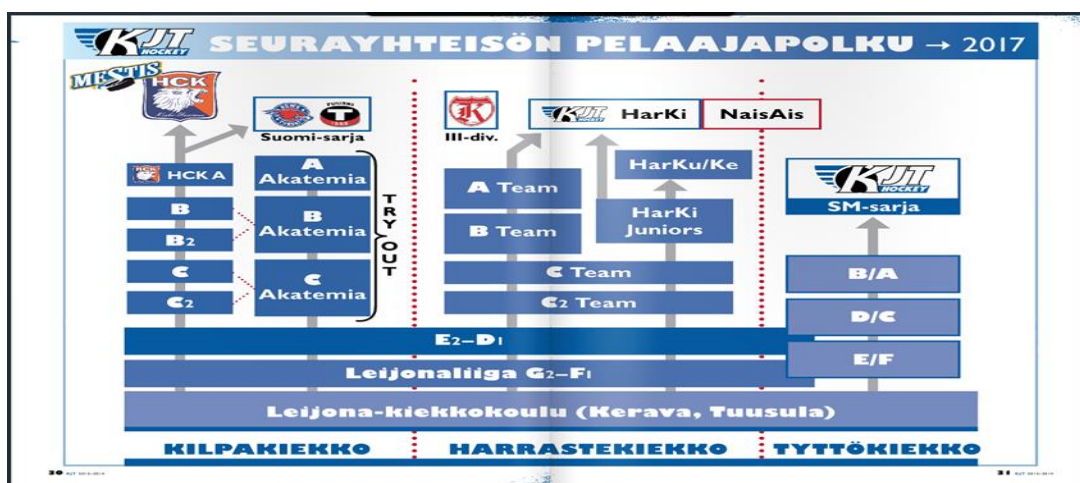 KJT HOCKEY SEURAYHTEISÖN PELAAJAPOLKU → 2017
MESTIS
HCK
Suomi-sarja
HCK A
B
B2
C
C2
A
Akatemia
B
Akatemia
C
Akatemia
TRY OUT
K
III-div.
KJT HOCKEY HarKi
NaisAis
A Team
B Team
HarKu/Ke
HarKi
Juniors
C Team
C2 Team
KJT HOCKEY
SM-sarja
B/A
D/C
E/F
E2–D1
Leijonaliiga G2–F1
Leijona-kiekkokoulu (Kerava, Tuusula)
KILPAKIEKKO
HARRASTEKIEKKO
TYTTÖKIEKKO
30
31